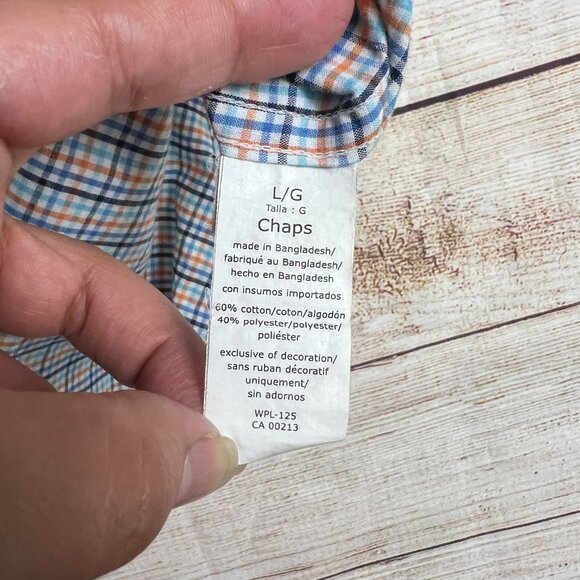 L/G
Talla : G
Chaps
made in Bangladesh/
fabriqué au Bangladesh/
hecho en Bangladesh
con insumos importados
60% cotton/coton/algodón
40% polyester/polyester/
poliéster
exclusive of decoration/
sans ruban décoratif
uniquement/
sin adornos
WPL-125
CA 00213